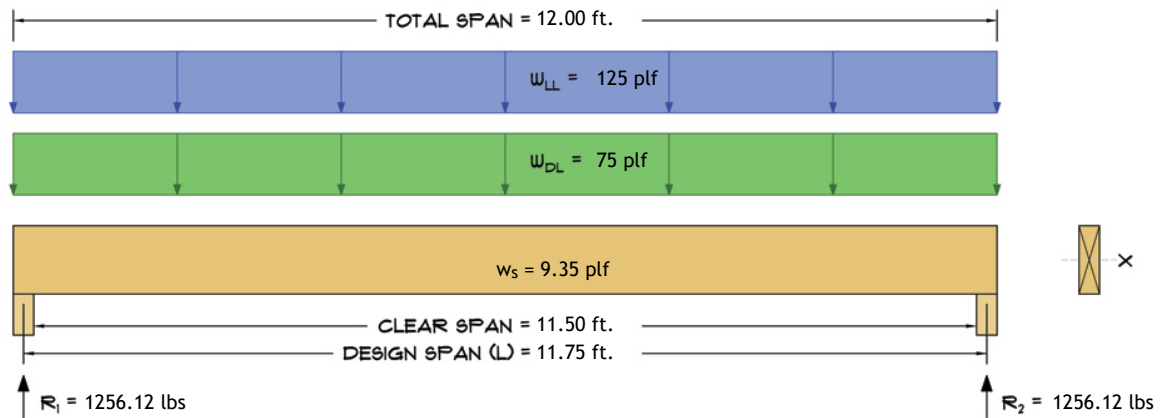 TOTAL SPAN = 12.00 ft.
WLL = 125 plf
WDL = 75 plf
ws = 9.35 plf
X
CLEAR SPAN = 11.50 ft.
DESIGN SPAN (L) = 11.75 ft.
R1 = 1256.12 lbs
R2 = 1256.12 lbs